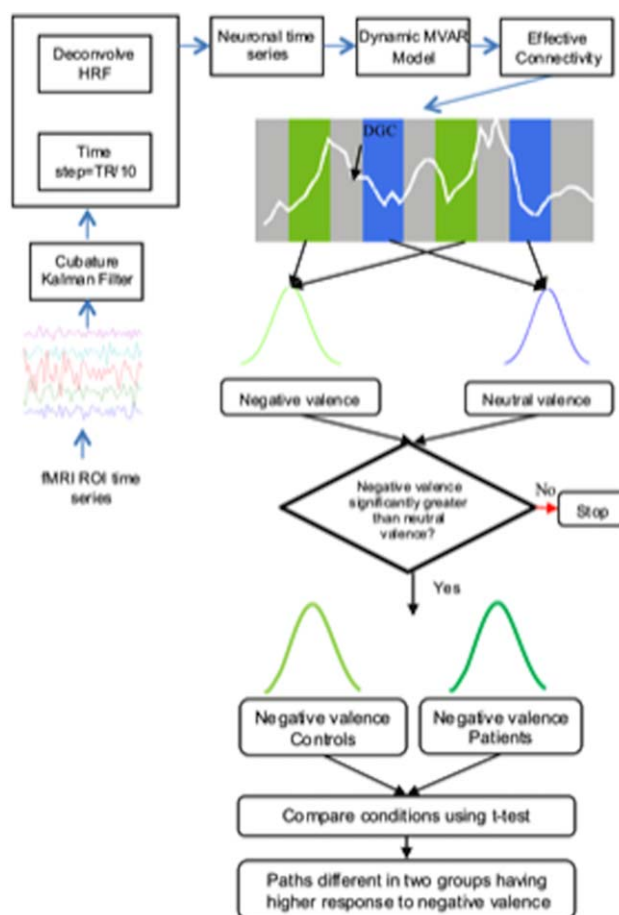 Deconvolve
HRF
Time
step=TR/10
Cubature
Kalman Filter
fMRI ROI time
series
Neuronal time
series
Dynamic MVAR
Model
Effective
Connectivity
DGC
Negative valence
Neutral valence
Negative valence
significantly greater
than neutral
valence?
No
Stop
Yes
Negative valence
Controls
Negative valence
Patients
Compare conditions using t-test
Paths different in two groups having
higher response to negative valence